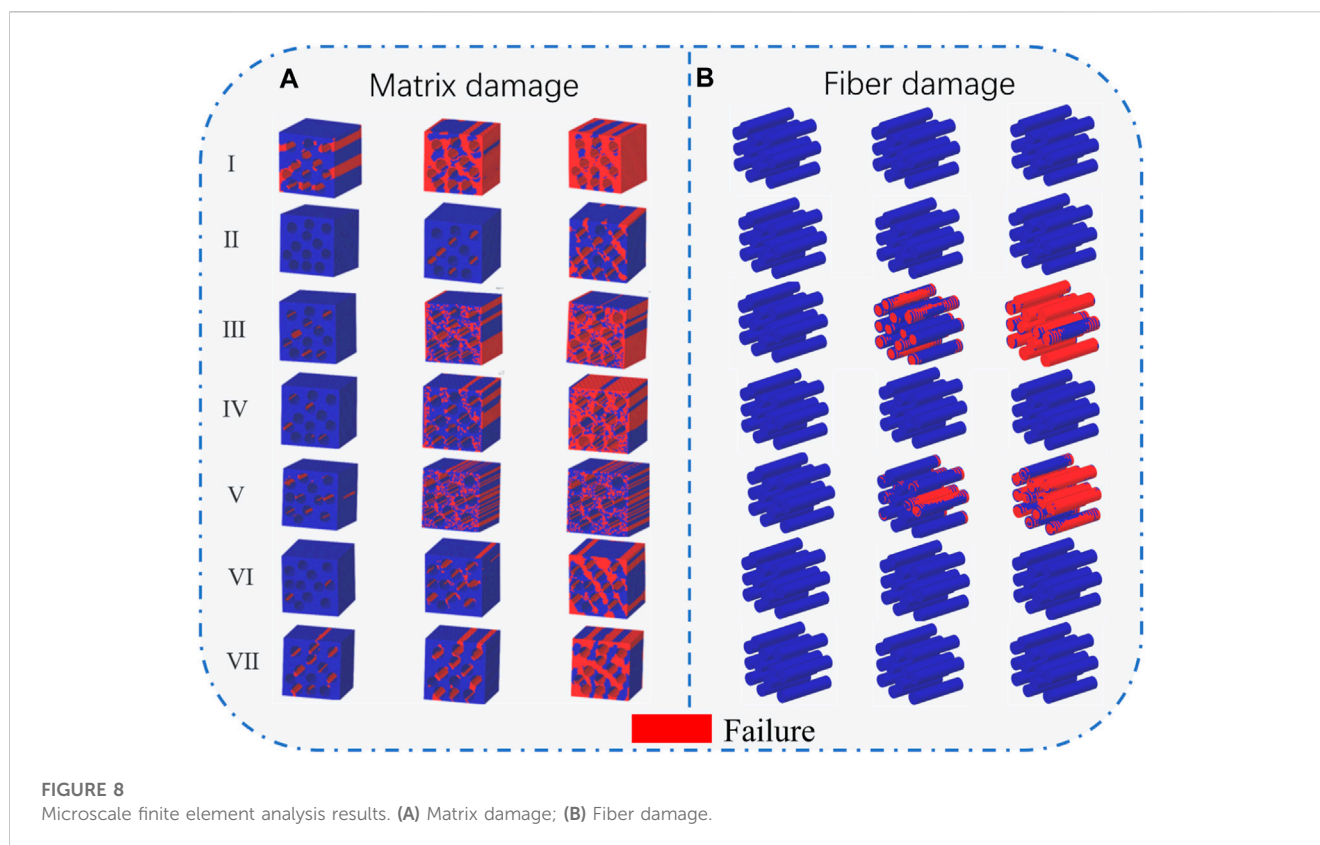 A
Matrix damage
B
Fiber damage
I
II
III
IV
V
VI
VII
Failure
FIGURE 8
Microscale finite element analysis results. (A) Matrix damage; (B) Fiber damage.